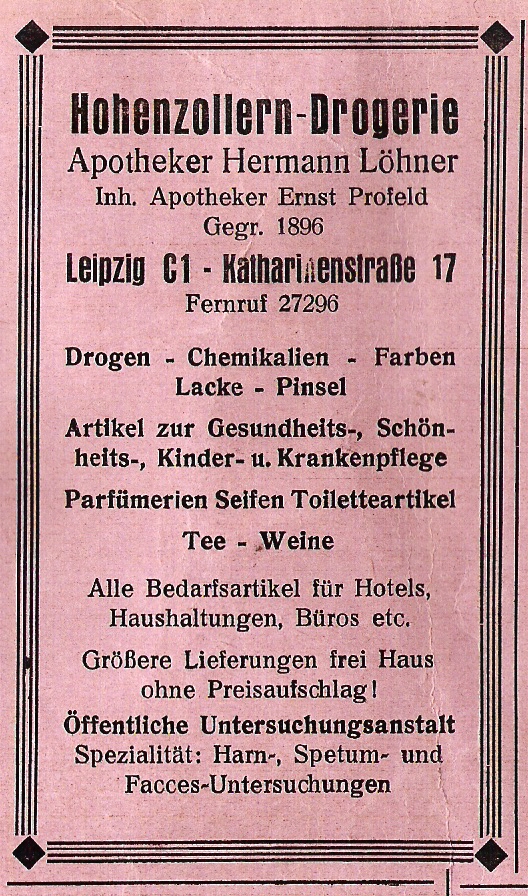 Hohenzollern-Drogerie
Apotheker Hermann Löhner
Inh. Apotheker Ernst Profeld
Gegr. 1896
Leipzig C1 - Katharinenstraße 17
Fernruf 27296
Drogen - Chemikalien - Farben
Lacke - Pinsel
Artikel zur Gesundheits-, Schön-
heits-, Kinder- u. Krankenpflege
Parfümerien Seifen Toiletteartikel
Tee - Weine
Alle Bedarfsartikel für Hotels,
Haushaltungen, Büros etc.
Größere Lieferungen frei Haus
ohne Preisaufschlag!
Öffentliche Untersuchungsanstalt
Spezialität: Harn-, Spetum- und
Facces-Untersuchungen